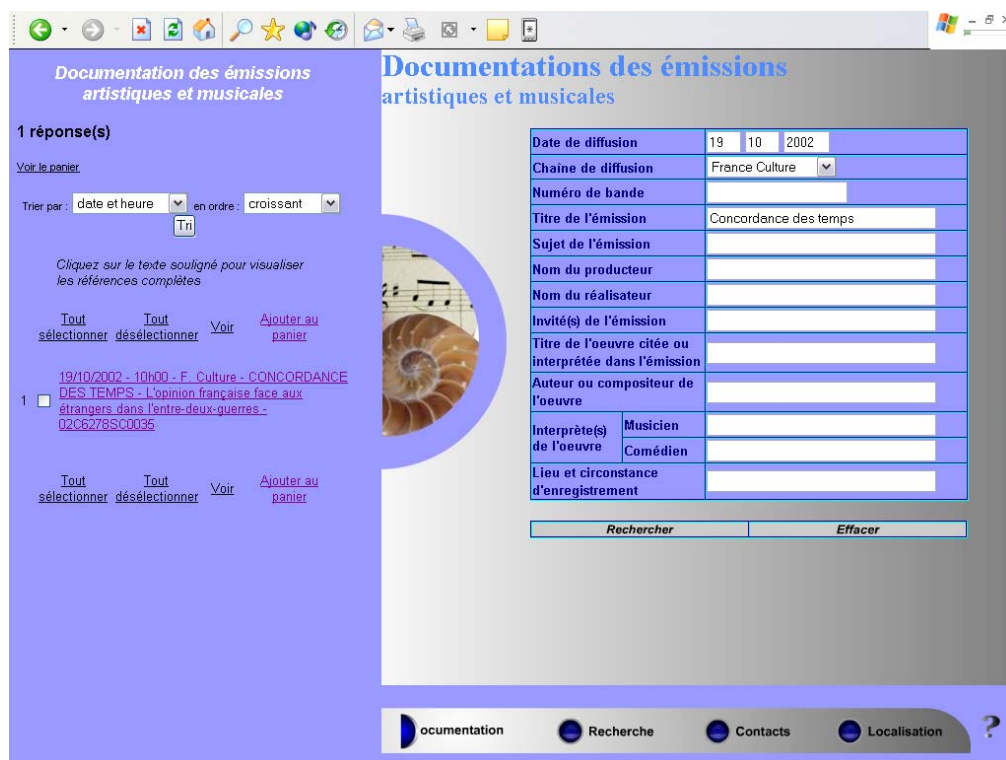 Documentation des émissions
artistiques et musicales
1 réponse(s)
Voir le panier
Trier par : date et heure en ordre : croissant
Tri
Cliquez sur le texte souligné pour visualiser
les références complètes
Tout sélectionner Tout désélectionner Voir Ajouter au panier
1 19/10/2002 - 10h00 - F. Culture - CONCORDANCE
DES TEMPS - L'opinion française face aux
étrangers dans l'entre-deux-guerres -
02C6278SC0035
Tout sélectionner Tout désélectionner Voir Ajouter au panier
Documentations des émissions
artistiques et musicales
Date de diffusion 19 10 2002
Chaîne de diffusion France Culture
Numéro de bande
Titre de l'émission Concordance des temps
Sujet de l'émission
Nom du producteur
Nom du réalisateur
Invité(s) de l'émission
Titre de l'oeuvre citée ou
interprétée dans l'émission
Auteur ou compositeur de
l'oeuvre
Interprète(s)
de l'oeuvre
Musicien
Comédien
Lieu et circonstance
d'enregistrement
Rechercher Effacer
ocumentation Recherche Contacts Localisation ?